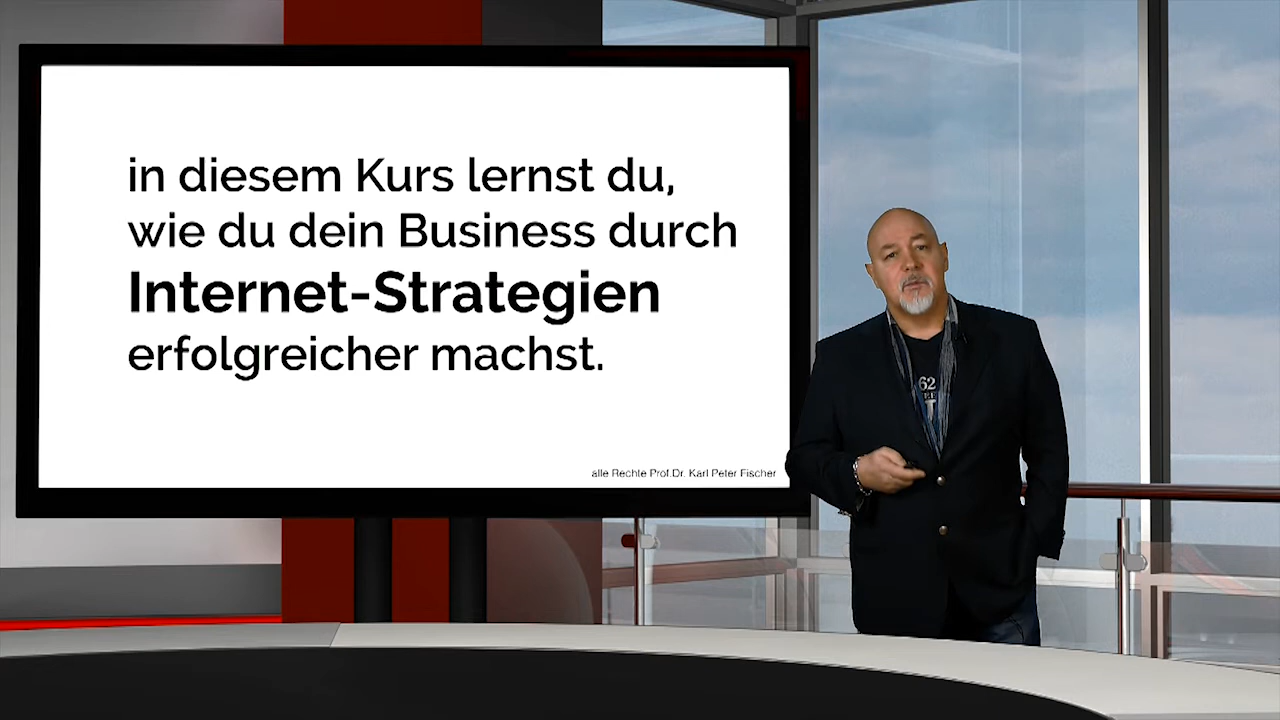 in diesem Kurs lernst du,
wie du dein Business durch
Internet-Strategien
erfolgreicher machst.
alle Rechte Prof.Dr. Karl Peter Fischer
62